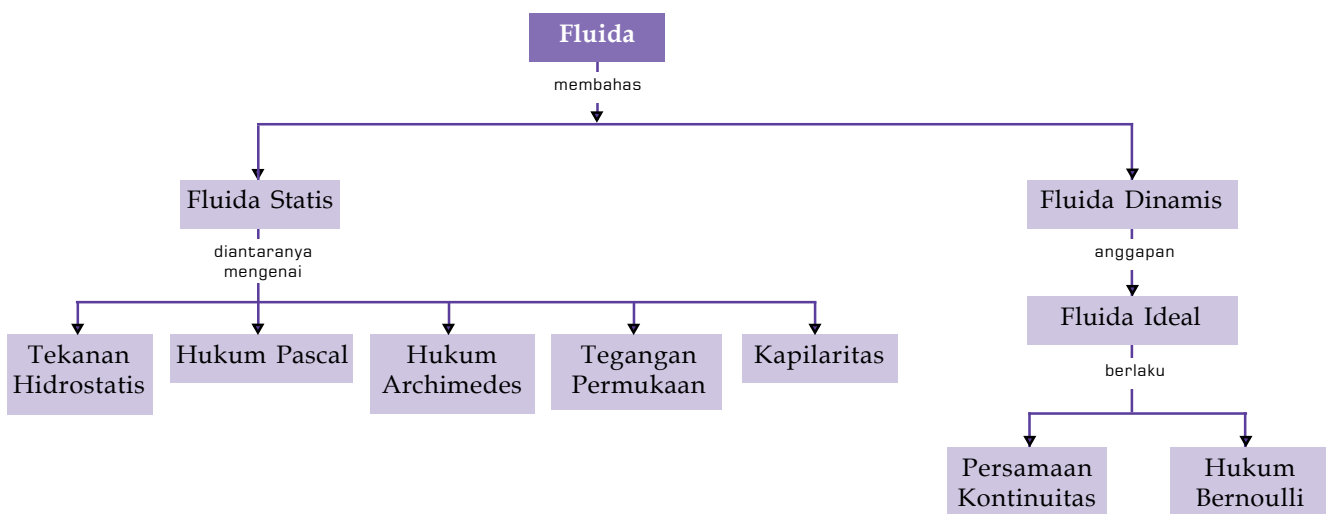 Fluida
membahas
Fluida Statis
Fluida Dinamis
diantaranya
mengenai
anggapan
Fluida Ideal
Tekanan
Hidrostatis
Hukum Pascal
Hukum
Archimedes
Tegangan
Permukaan
Kapilaritas
berlaku
Persamaan
Kontinuitas
Hukum
Bernoulli